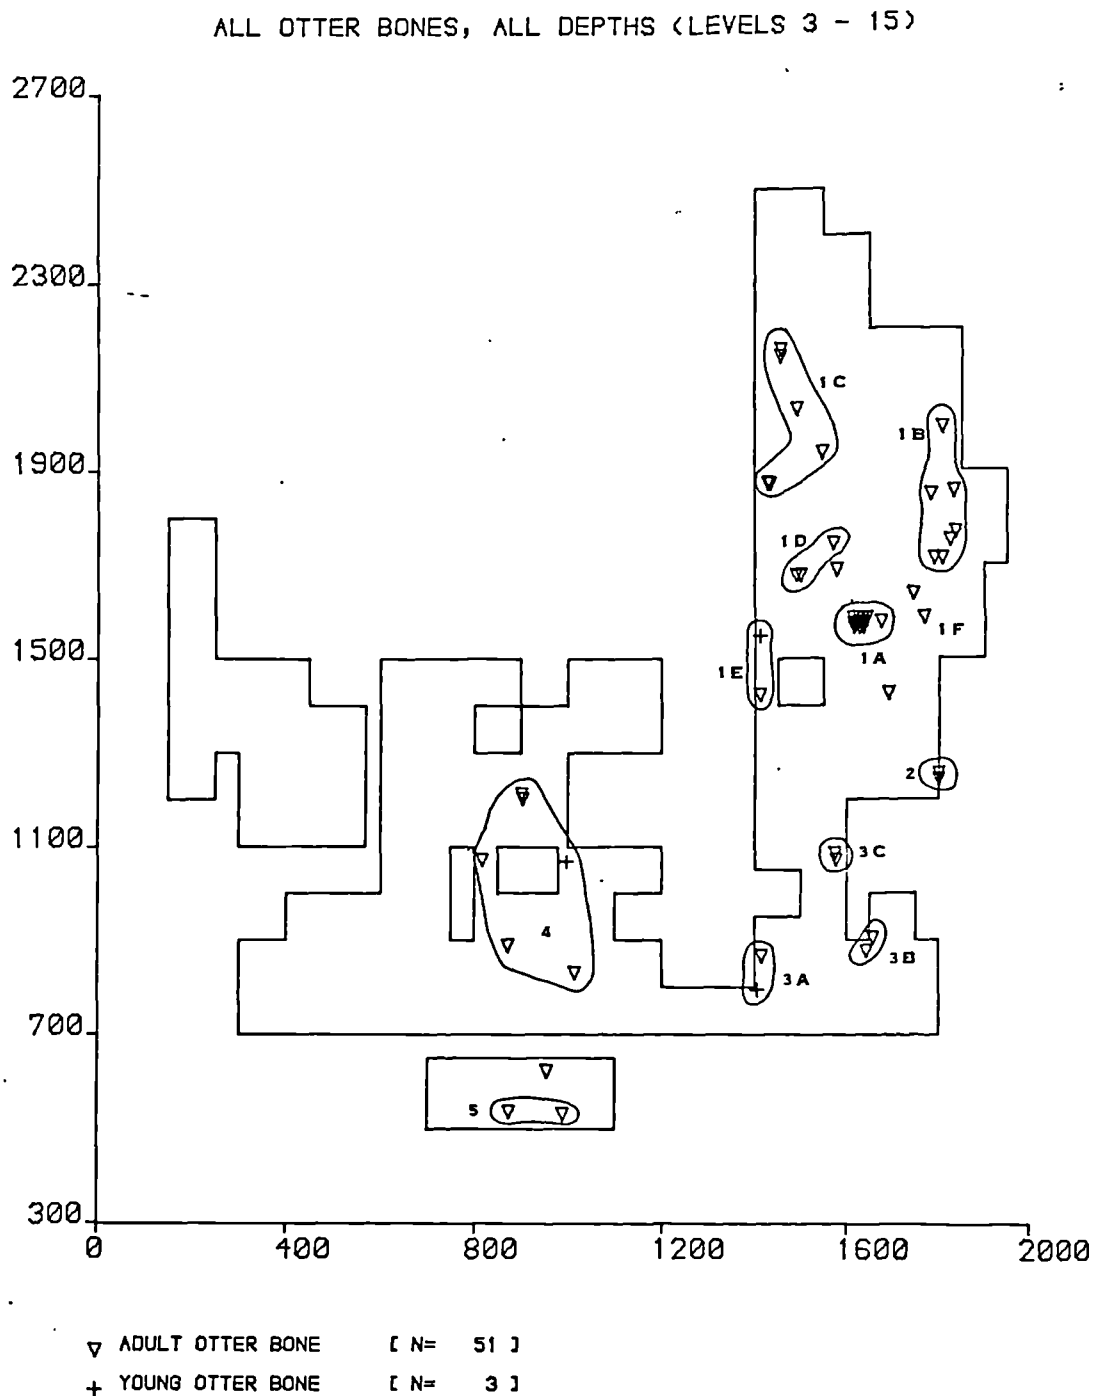 ALL OTTER BONES, ALL DEPTHS (LEVELS 3 - 15)
2700
2300
1C
1B
1900
1D
1F
1500
1A
1E
2
1100
3C
4
3B
3A
700
5
300
0 400 800 1200 1600 2000
▽ ADULT OTTER BONE [ N= 51 ]
+ YOUNG OTTER BONE [ N= 3 ]